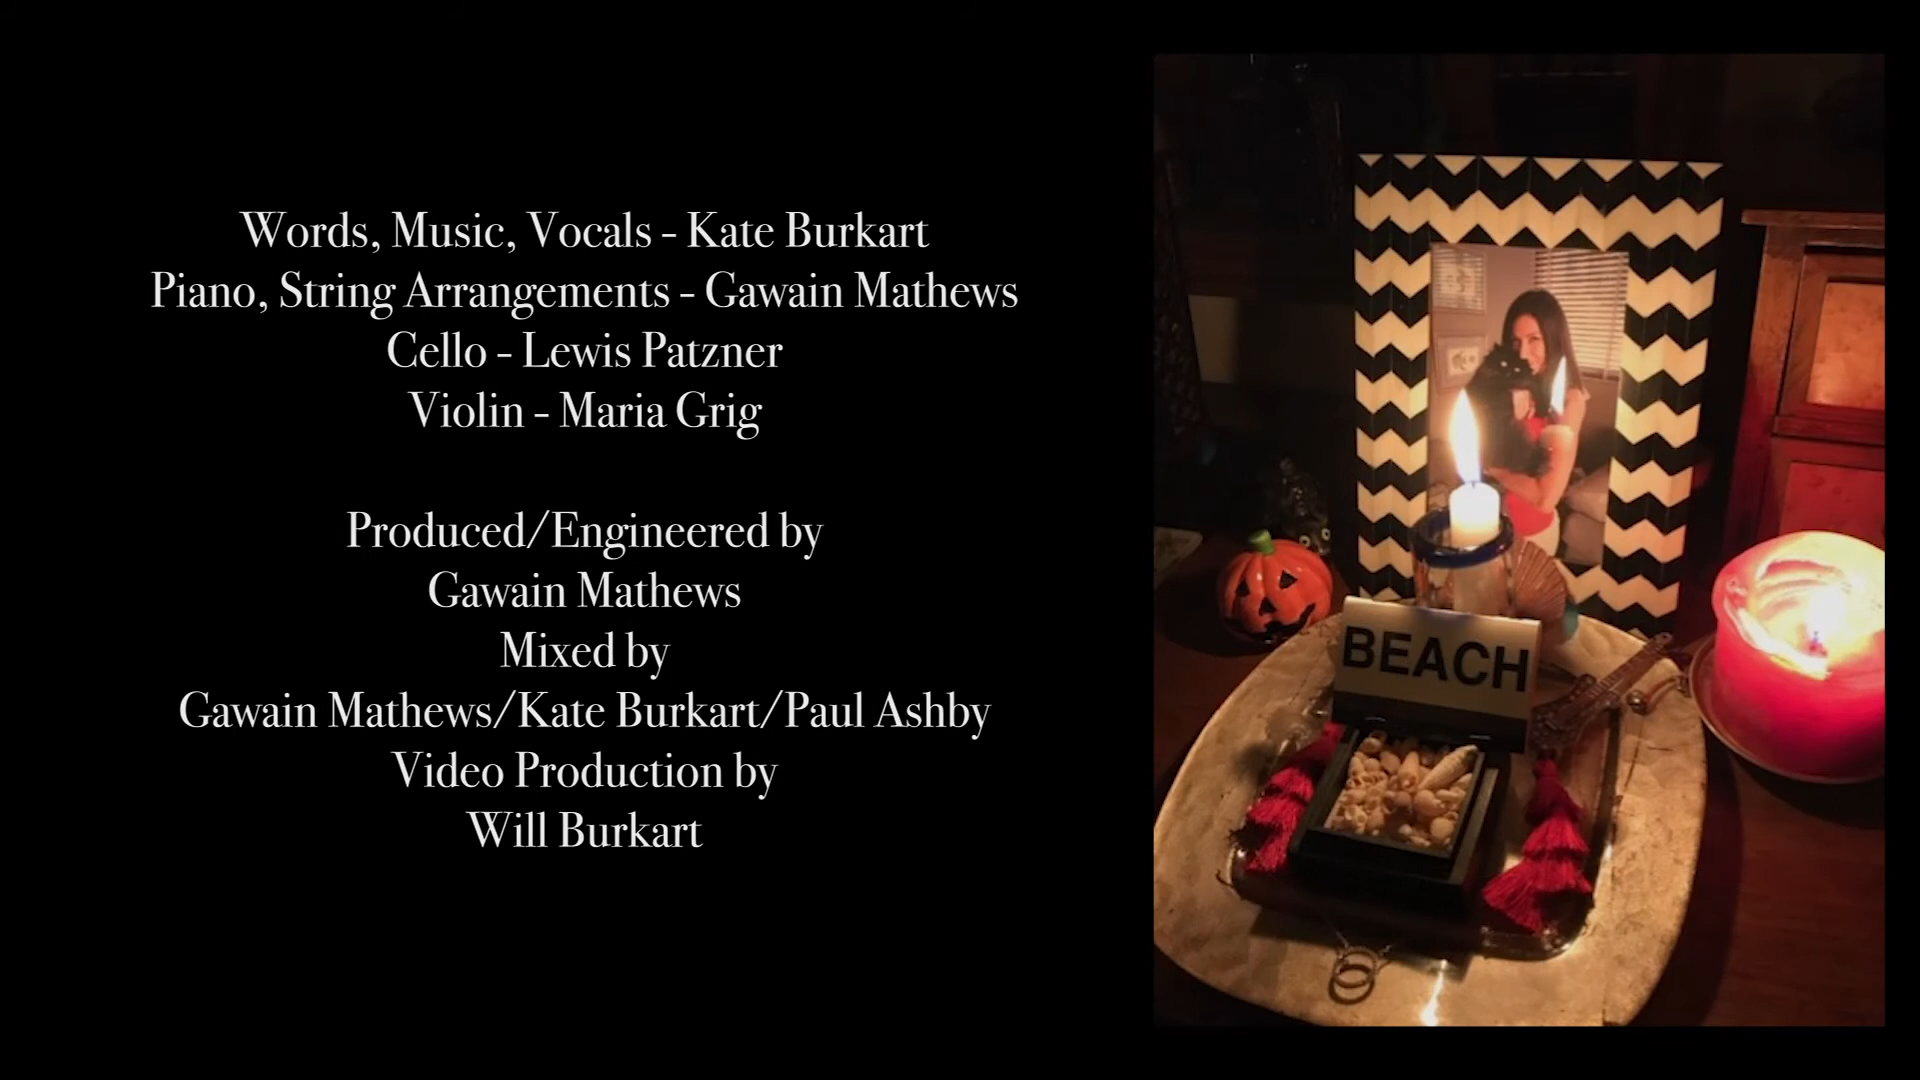 Words, Music, Vocals - Kate Burkart
Piano, String Arrangements - Gawain Mathews
Cello - Lewis Patzner
Violin - Maria Grig
Produced/Engineered by
Gawain Mathews
Mixed by
Gawain Mathews/Kate Burkart/Paul Ashby
Video Production by
Will Burkart
BEACH